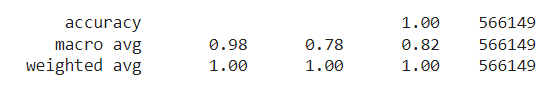 accuracy 1.00 566149
macro avg 0.98 0.78 0.82 566149
weighted avg 1.00 1.00 1.00 566149